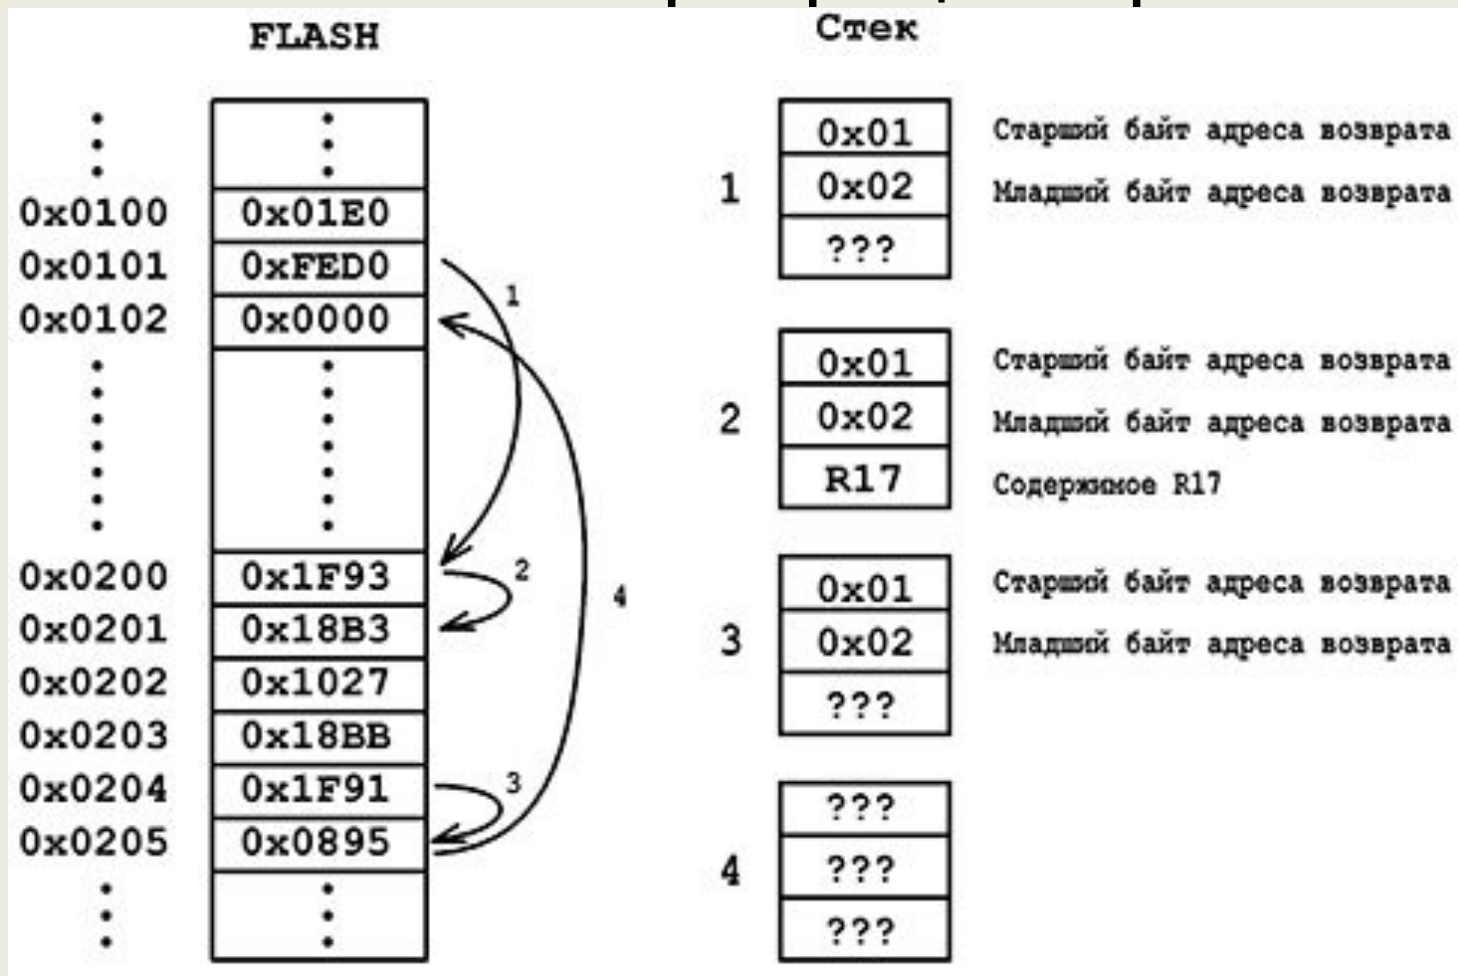 FLASH
0x0100 0x01E0
0x0101 0xFED0
0x0102 0x0000
0x0200 0x1F93
0x0201 0x18B3
0x0202 0x1027
0x0203 0x18BB
0x0204 0x1F91
0x0205 0x0895
1
2
3
4
Стек
1
0x01 Старший байт адреса возврата
0x02 Младший байт адреса возврата
???
2
0x01 Старший байт адреса возврата
0x02 Младший байт адреса возврата
R17 Содержимое R17
3
0x01 Старший байт адреса возврата
0x02 Младший байт адреса возврата
???
4
???
???
???